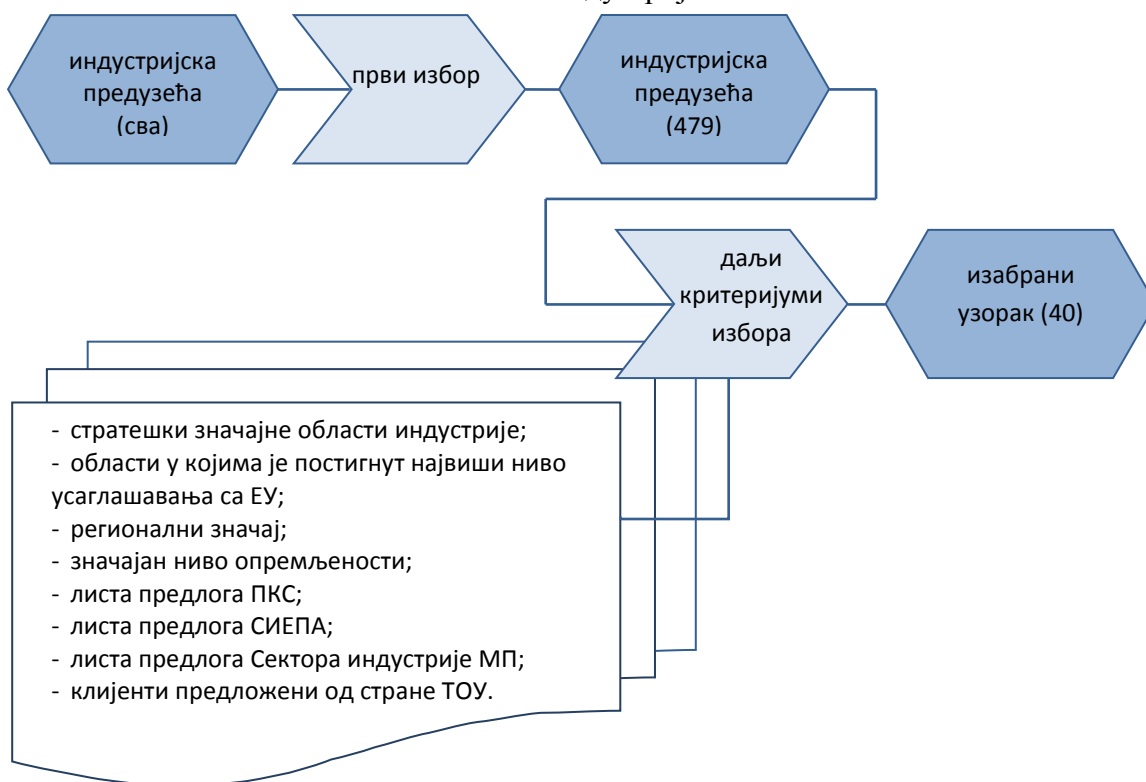 индустријска
предузећа
(сва)
први избор
индустријска
предузећа
(479)
даљи
критеријуми
избора
изабрани
узорак (40)
- стратешки значајне области индустрије;
- области у којима је постигнут највиши ниво
усаглашавања са ЕУ;
- регионални значај;
- значајан ниво опремљености;
- листа предлога ПКС;
- листа предлога СИЕПА;
- листа предлога Сектора индустрије МП;
- клијенти предложени од стране ТОУ.